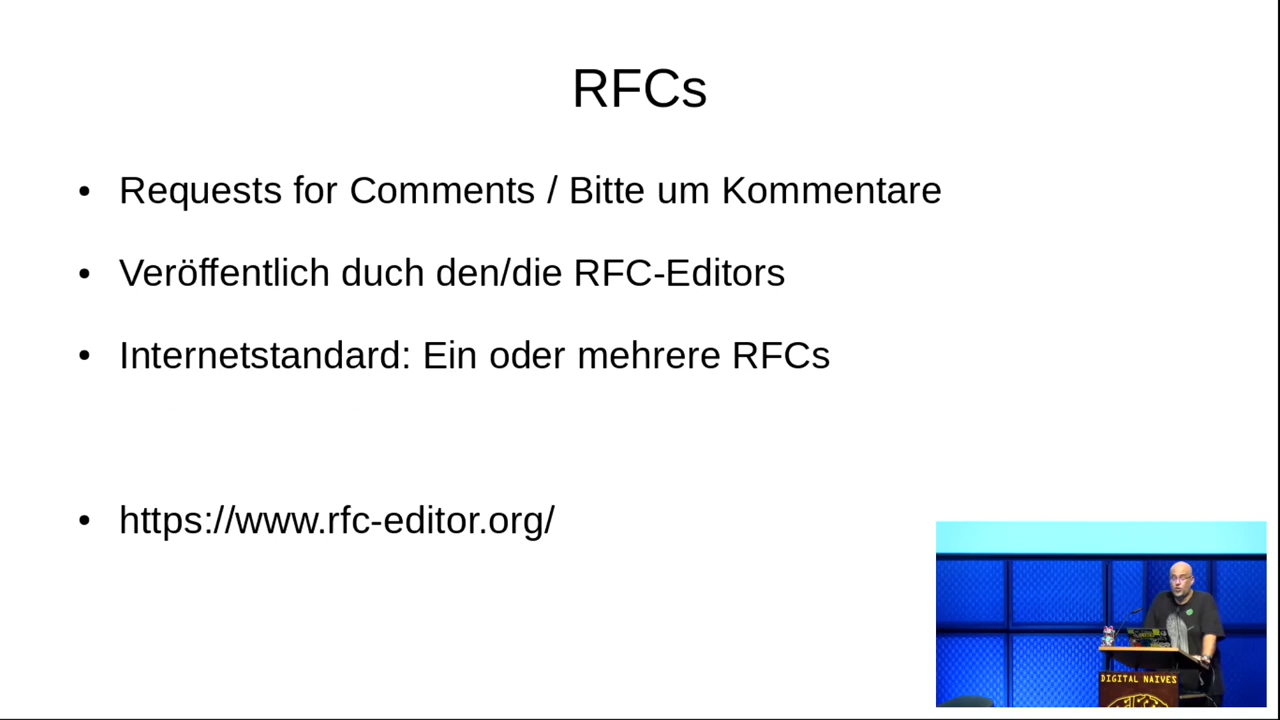 RFCs
• Requests for Comments / Bitte um Kommentare
• Veröffentlich duch den/die RFC-Editors
• Internetstandard: Ein oder mehrere RFCs
• https://www.rfc-editor.org/
DIGITAL NAIVES